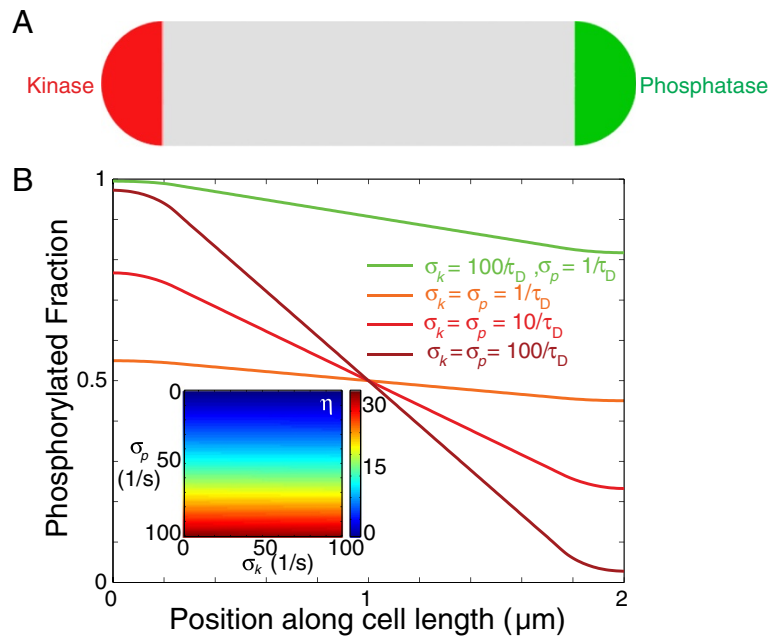 A
Kinase
Phosphatase
B
Phosphorylated Fraction
1
0.5
0
σk = 100/τD , σp = 1/τD
σk = σp = 1/τD
σk = σp = 10/τD
σk = σp = 100/τD
η
0
50
100
σp
(1/s)
0
50
100
σk (1/s)
30
15
0
0
1
2
Position along cell length (μm)